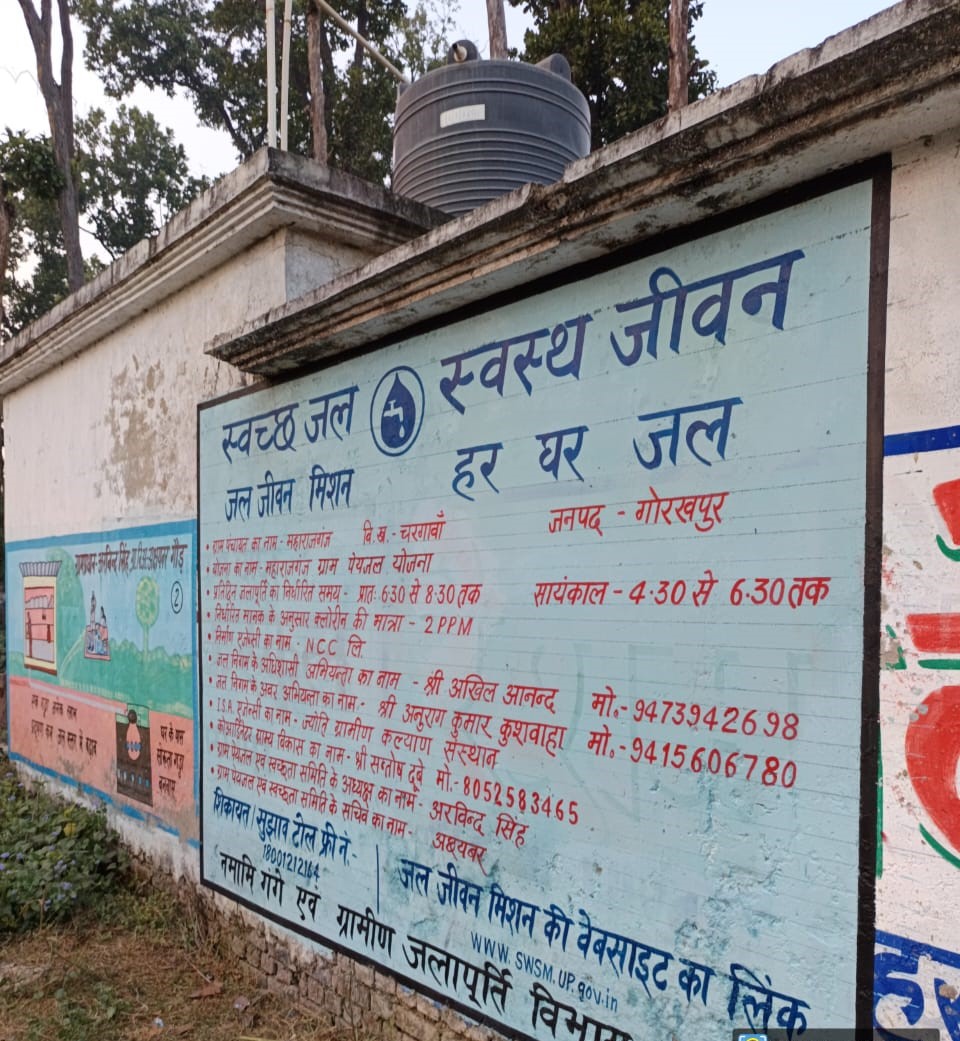 स्वच्छ जल स्वस्थ जीवन
जल जीवन मिशन हर घर जल
• ग्राम पंचायत का नाम - महाराजगंज वि.ख.- चरगावाँ जनपद - गोरखपुर
• योजना का नाम - महाराजगंज ग्राम पेयजल योजना
• प्रतिदिन जलापूर्ति का निर्धारित समय - प्रातः 6:30 से 8:30 तक सायंकाल - 4.30 से 6.30 तक
• निर्धारित मानक के अनुसार क्लोरीन की मात्रा - 2 PPM
• निर्माण एजेन्सी का नाम - NCC लि.
• जल निगम के अधिशासी अभियन्ता का नाम - श्री अखिल आनन्द मो.- 9473942698
• जल निगम के अवर अभियन्ता का नाम - श्री अनुराग कुमार कुशवाहा मो.- 9415606780
• I.S.A. एजेन्सी का नाम - ज्योति ग्रामीण कल्याण संस्थान
• कोआर्डिनेटर ग्राम्य विकास का नाम - श्री सन्तोष दूबे मो- 8052583465
• ग्राम पेयजल एवं स्वच्छता समिति के अध्यक्ष का नाम - अरविन्द सिंह
• ग्राम पेयजल एवं स्वच्छता समिति के सचिव का नाम -
शिकायत / सुझाव टोल फ्री नं.-
18001212164
जल जीवन मिशन की वेबसाइट का लिंक
www.SWSM.UP.gov.in
नमामि गंगे एवं ग्रामीण जलापूर्ति विभाग
2